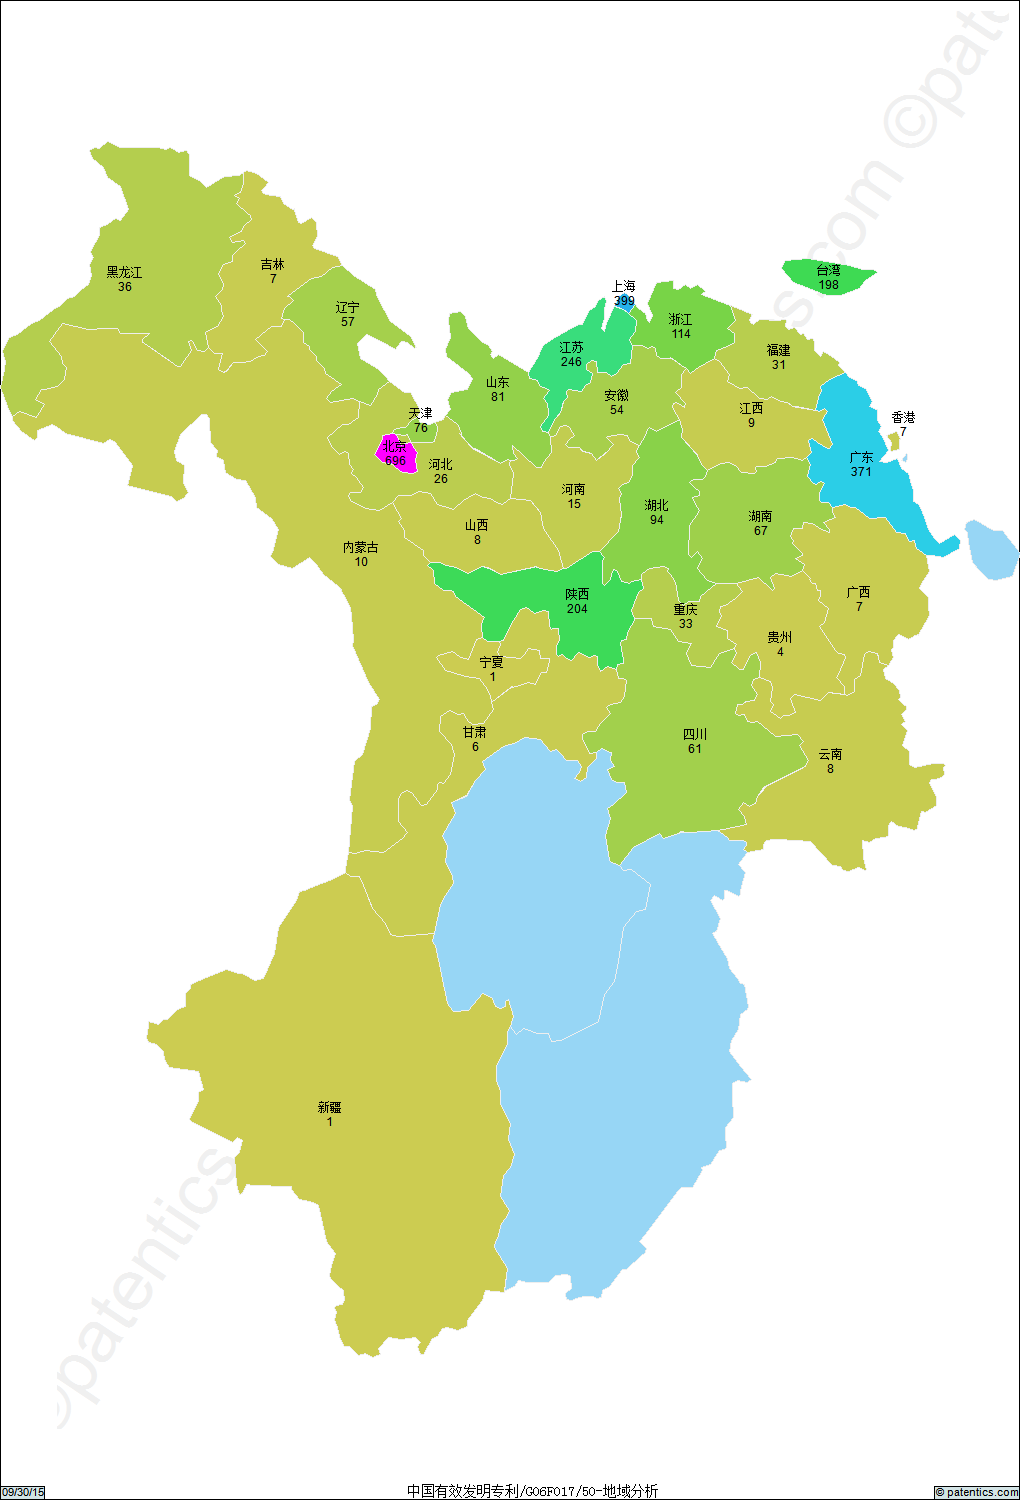 ©patentics.com ©pate
台湾
198
黑龙江
36
吉林
7
辽宁
57
上海
399
浙江
114
江苏
246
福建
31
山东
81
安徽
54
江西
9
天津
76
香港
7
北京
696
河北
26
广东
371
河南
15
湖北
94
湖南
67
山西
8
内蒙古
10
陕西
204
重庆
33
广西
7
贵州
4
宁夏
1
甘肃
6
四川
61
云南
8
新疆
1
09/30/15
中国有效发明专利/G06F017/50-地域分析
© patentics.com